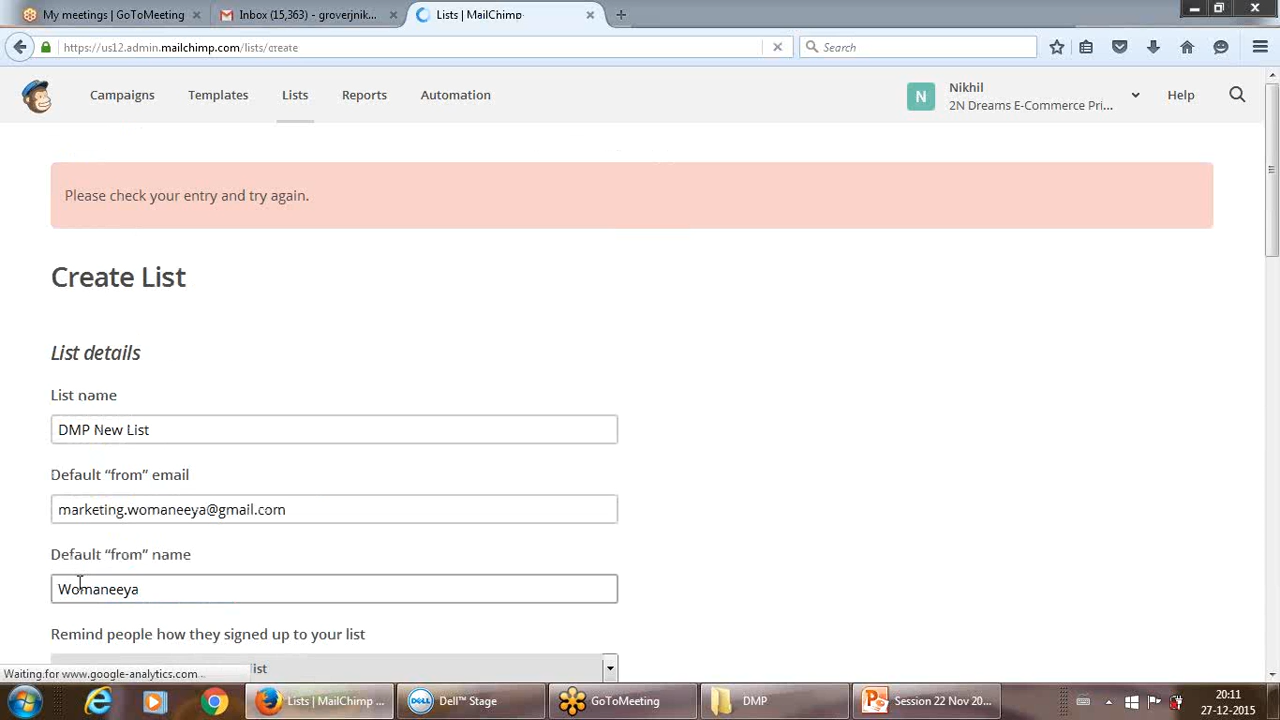 My meetings | GoToMeeting
Inbox (15,363) - groverjnik...
Lists | MailChimp
https://us12.admin.mailchimp.com/lists/create
Search
Campaigns
Templates
Lists
Reports
Automation
N
Nikhil
2N Dreams E-Commerce Pri...
Help
Please check your entry and try again.
Create List
List details
List name
DMP New List
Default “from” email
marketing.womaneeya@gmail.com
Default “from” name
Womaneeya
Remind people how they signed up to your list
list
Waiting for www.google-analytics.com...
Lists | MailChimp ...
DELL
Dell™ Stage
GoToMeeting
DMP
Session 22 Nov 20...
20:11
27-12-2015